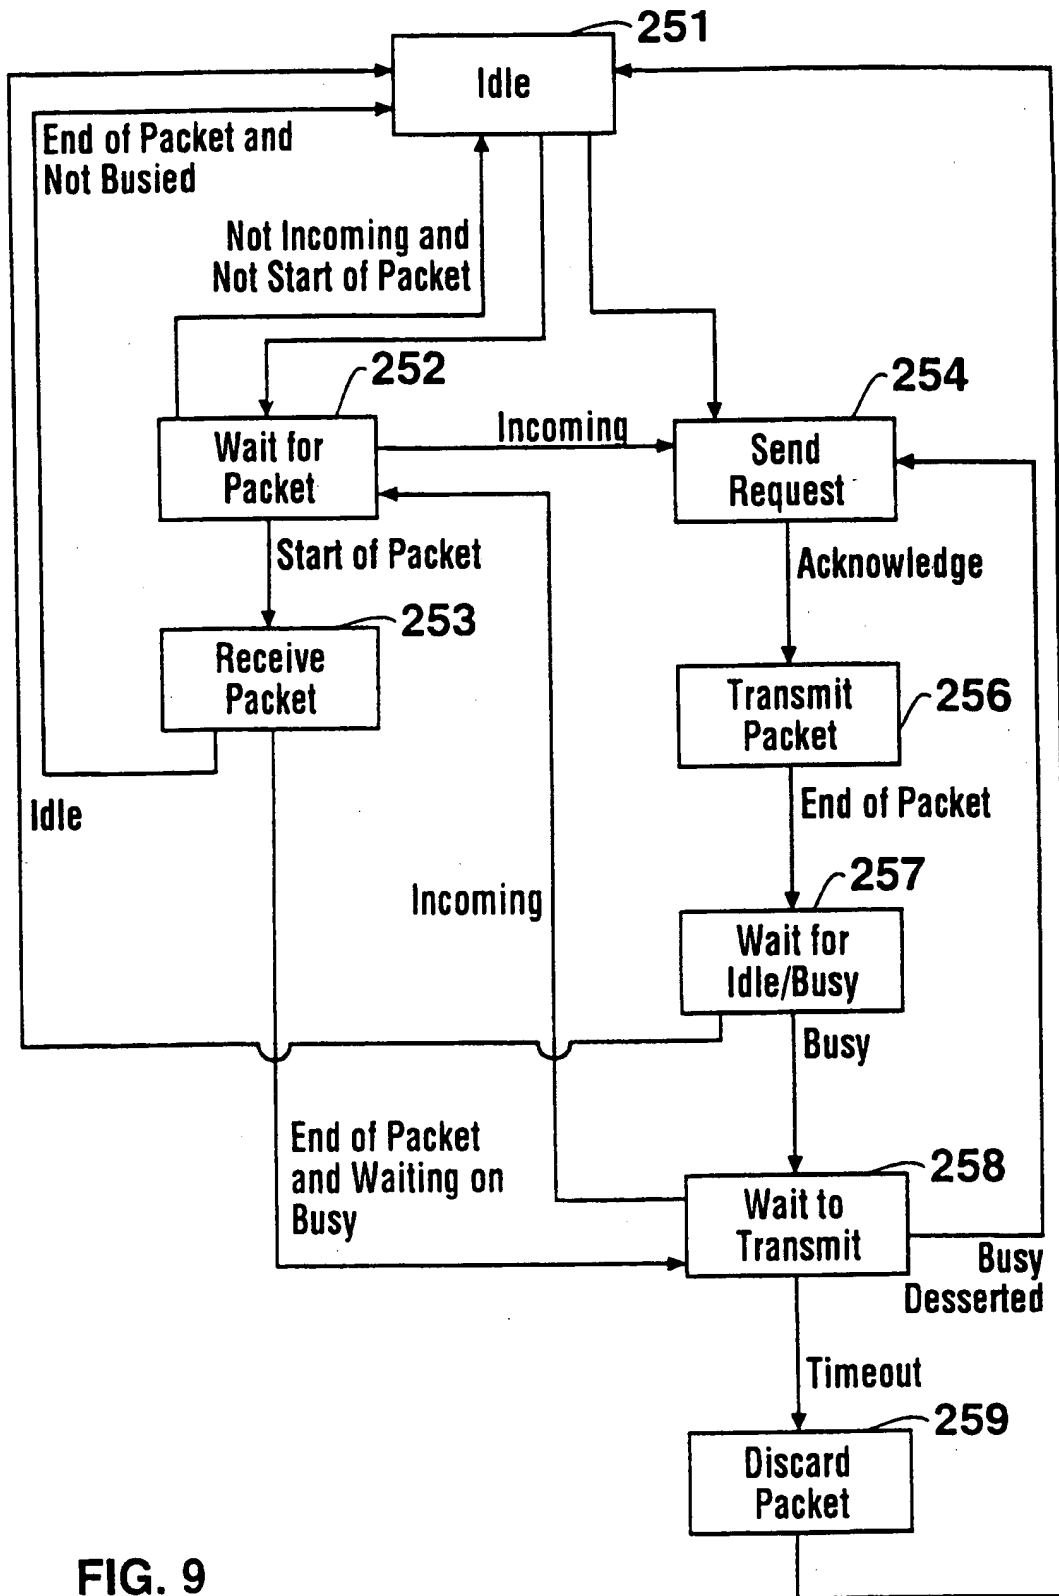 251
Idle
End of Packet and
Not Busied
Not Incoming and
Not Start of Packet
252
254
Wait for
Packet
Incoming
Send
Request
Start of Packet
Acknowledge
253
Receive
Packet
Transmit
Packet
256
Idle
End of Packet
257
Incoming
Wait for
Idle/Busy
Busy
End of Packet
and Waiting on
Busy
258
Wait to
Transmit
Busy
Desserted
Timeout
259
Discard
Packet
FIG. 9